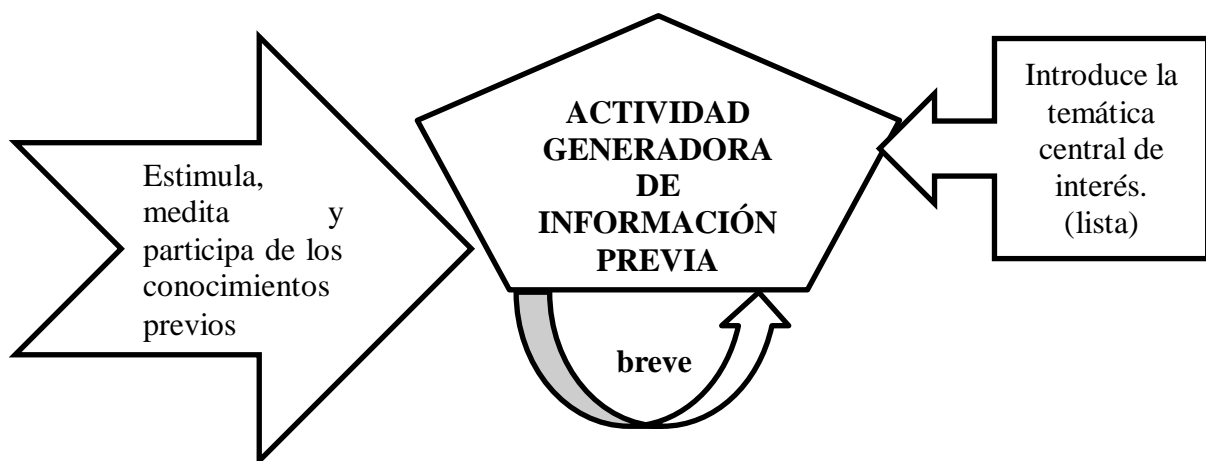 Estimula,
medita y
participa de los
conocimientos
previos
ACTIVIDAD
GENERADORA
DE
INFORMACIÓN
PREVIA
breve
Introduce la
temática
central de
interés.
(lista)